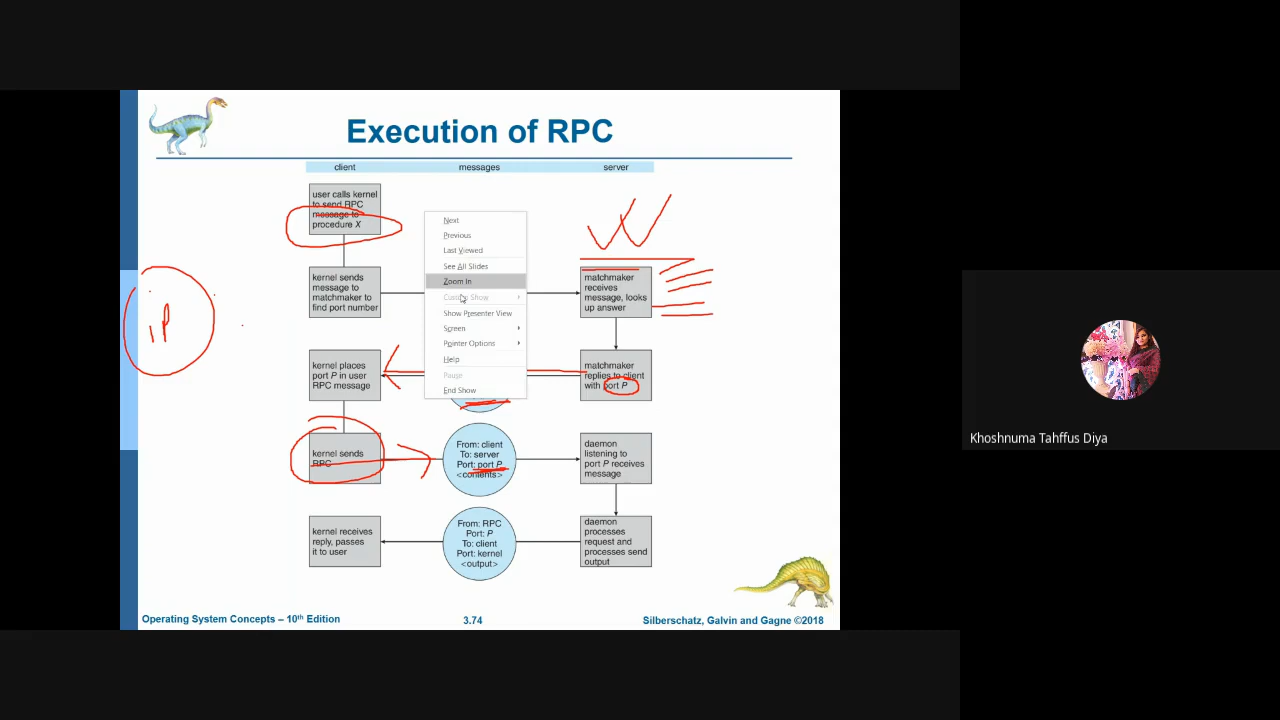 Execution of RPC
client
messages
server
user calls kernel
to send RPC
message to
procedure X
kernel sends
message to
matchmaker to
find port number
matchmaker
receives
message, looks
up answer
kernel places
port P in user
RPC message
matchmaker
replies to client
with port P
kernel sends
RPC
From: client
To: server
Port: port P
<contents>
daemon
listening to
port P receives
message
kernel receives
reply, passes
it to user
From: RPC
Port: P
To: client
Port: kernel
<output>
daemon
processes
request and
processes send
output
Next
Previous
Last Viewed
See All Slides
Zoom In
Custom Show
Show Presenter View
Screen
Pointer Options
Help
Pause
End Show
iP
Operating System Concepts – 10th Edition
3.74
Silberschatz, Galvin and Gagne ©2018
Khoshnuma Tahffus Diya